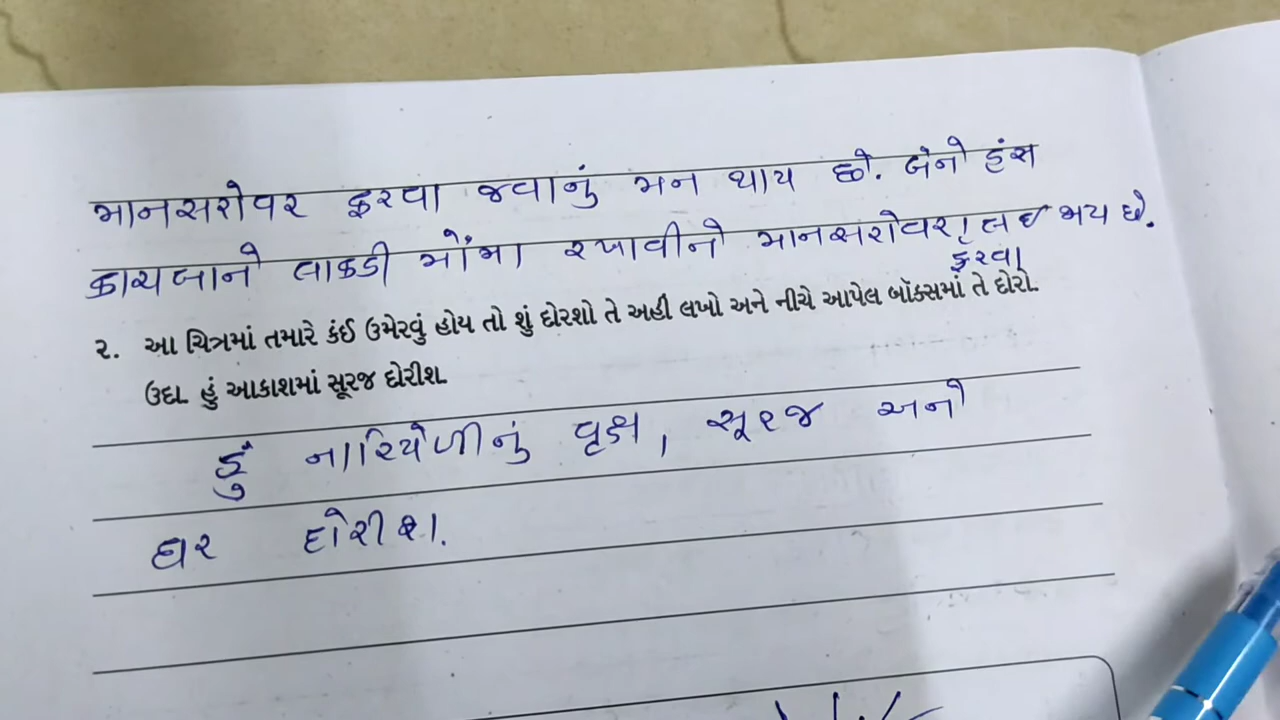 માનસરોવર ફરવા જવાનું મન થાય છે. બંને હંસ
કાચબાને લાકડી મોંમા રખાવીને માનસરોવર લઈ જાય છે.
ફરવા
૨. આ ચિત્રમાં તમારે કંઈ ઉમેરવું હોય તો શું દોરશો તે અહીં લખો અને નીચે આપેલ બૉક્સમાં તે દોરો.
ઉદા. હું આકાશમાં સૂરજ દોરીશ.
હું નારિયેળીનું વૃક્ષ, સૂરજ અને
ઘર દોરીશ.